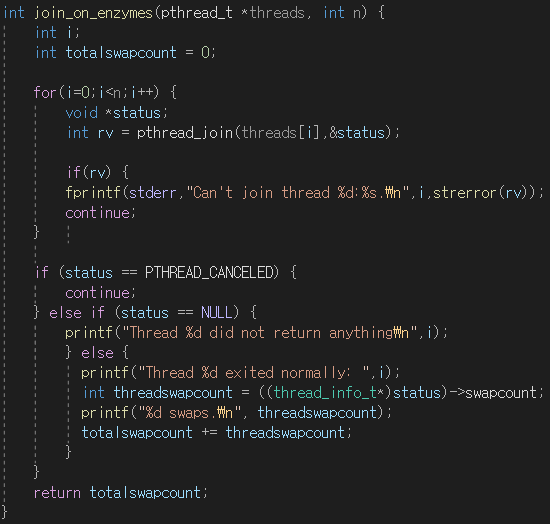 int join_on_enzymes(pthread_t *threads, int n) {
int i;
int totalswapcount = 0;
for(i=0;i<n;i++) {
void *status;
int rv = pthread_join(threads[i],&status);
if(rv) {
fprintf(stderr,"Can't join thread %d:%s.₩n",i,strerror(rv));
continue;
}
if (status == PTHREAD_CANCELED) {
continue;
} else if (status == NULL) {
printf("Thread %d did not return anything₩n",i);
} else {
printf("Thread %d exited normally: ",i);
int threadswapcount = ((thread_info_t*)status)->swapcount;
printf("%d swaps.₩n", threadswapcount);
totalswapcount += threadswapcount;
}
}
return totalswapcount;
}